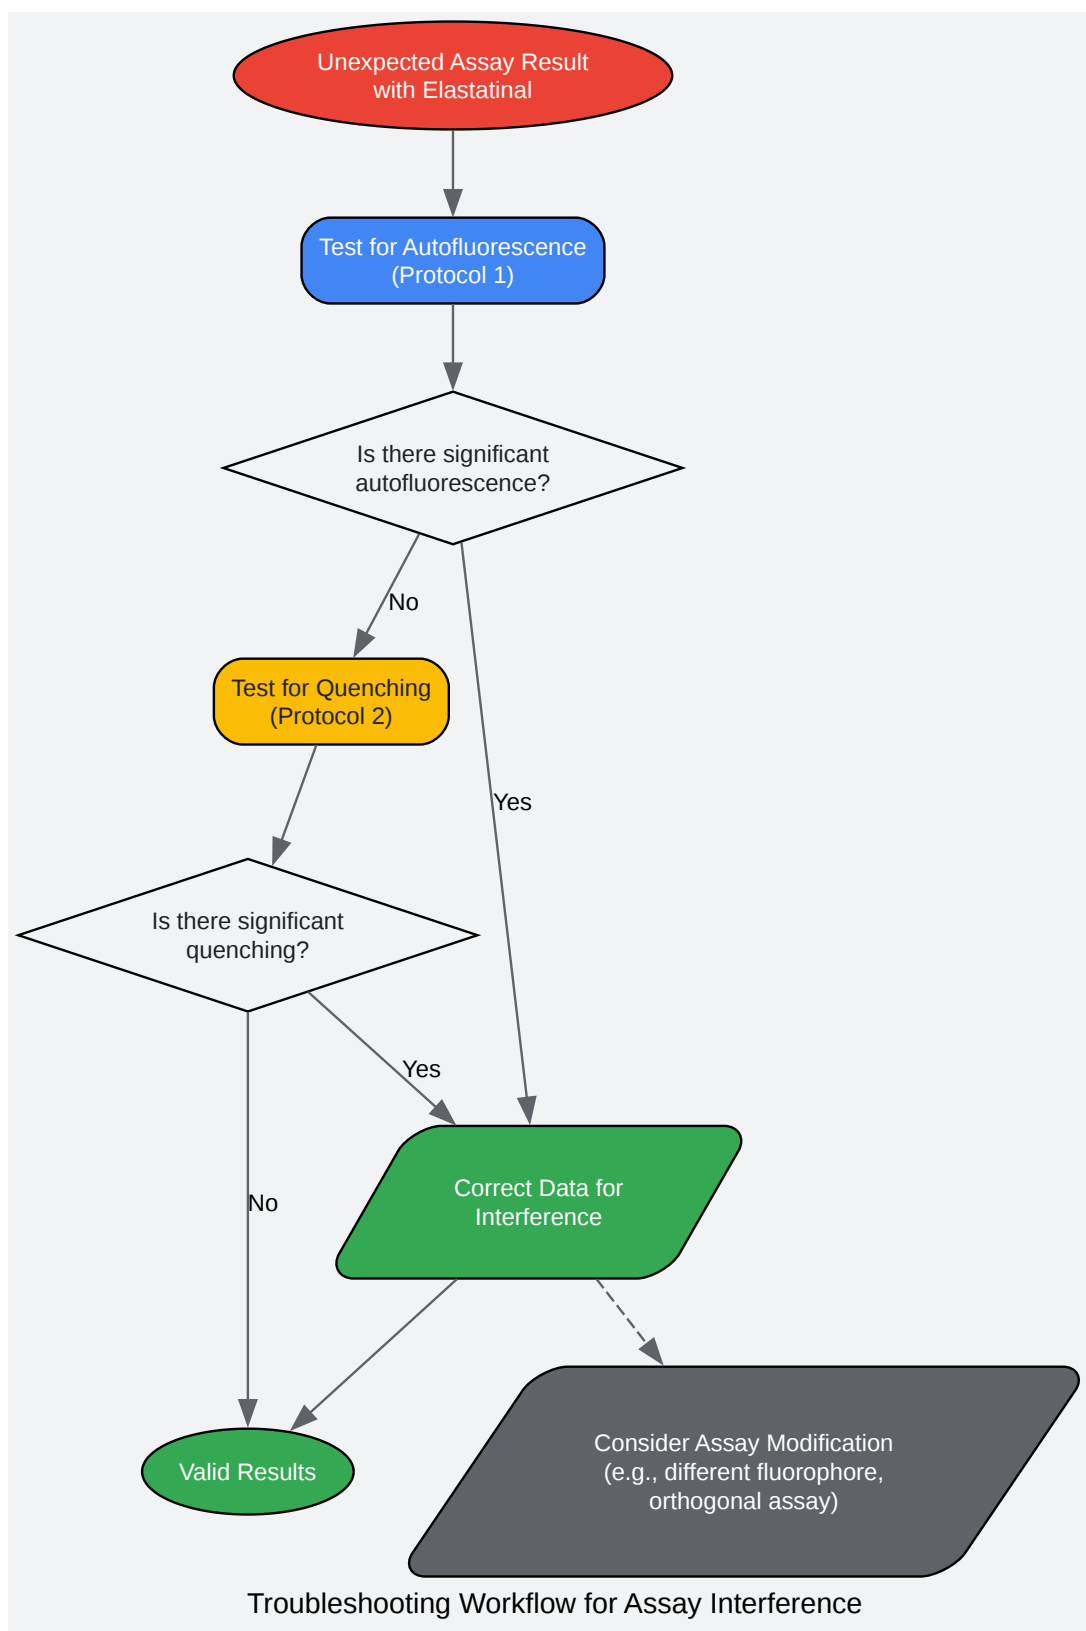 Unexpected Assay Result
with Elastatinal
Test for Autofluorescence
(Protocol 1)
Is there significant
autofluorescence?
No
Test for Quenching
(Protocol 2)
Yes
Is there significant
quenching?
Yes
Correct Data for
Interference
No
Consider Assay Modification
(e.g., different fluorophore,
orthogonal assay)
Valid Results
Troubleshooting Workflow for Assay Interference